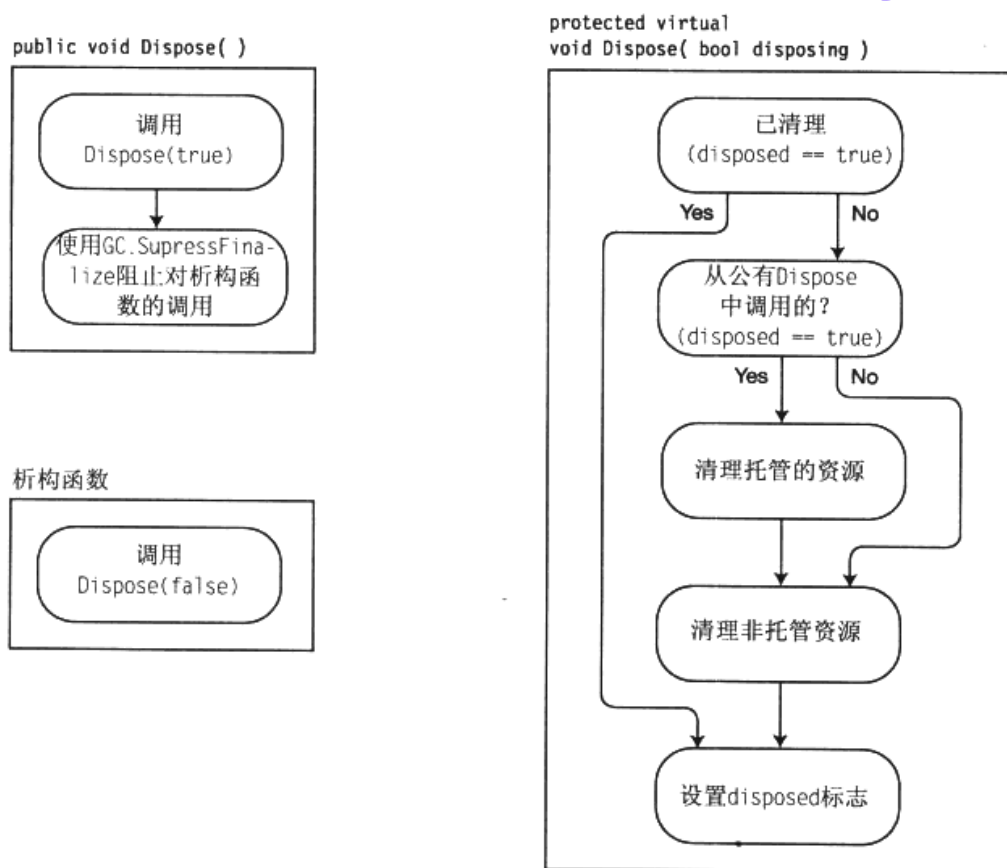 public void Dispose( )
调用
Dispose(true)
使用GC.SupressFina-
lize阻止对析构函
数的调用
析构函数
调用
Dispose(false)
protected virtual
void Dispose( bool disposing )
已清理
(disposed == true)
Yes
No
从公有Dispose
中调用的?
(disposed == true)
Yes
No
清理托管的资源
清理非托管资源
设置disposed标志